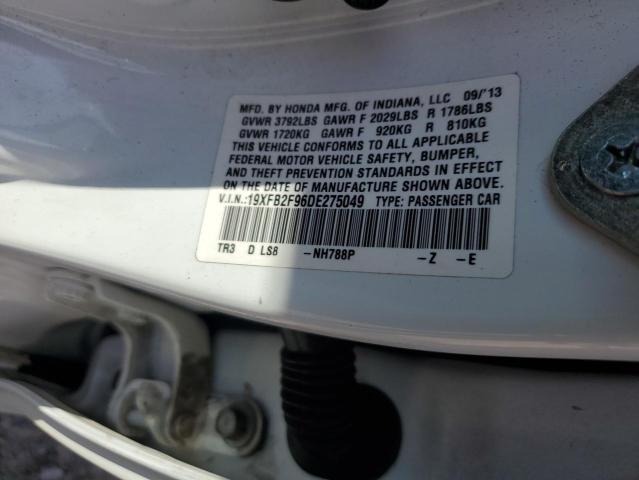 MFD. BY HONDA MFG. OF INDIANA, LLC 09/'13
GVWR 3792LBS GAWR F 2029LBS R 1786LBS
GVWR 1720KG GAWR F 920KG R 810KG
THIS VEHICLE CONFORMS TO ALL APPLICABLE
FEDERAL MOTOR VEHICLE SAFETY, BUMPER,
AND THEFT PREVENTION STANDARDS IN EFFECT
ON THE DATE OF MANUFACTURE SHOWN ABOVE.
V.I.N.:19XFB2F96DE275049 TYPE: PASSENGER CAR
TR3 D LS8 -NH788P -Z -E